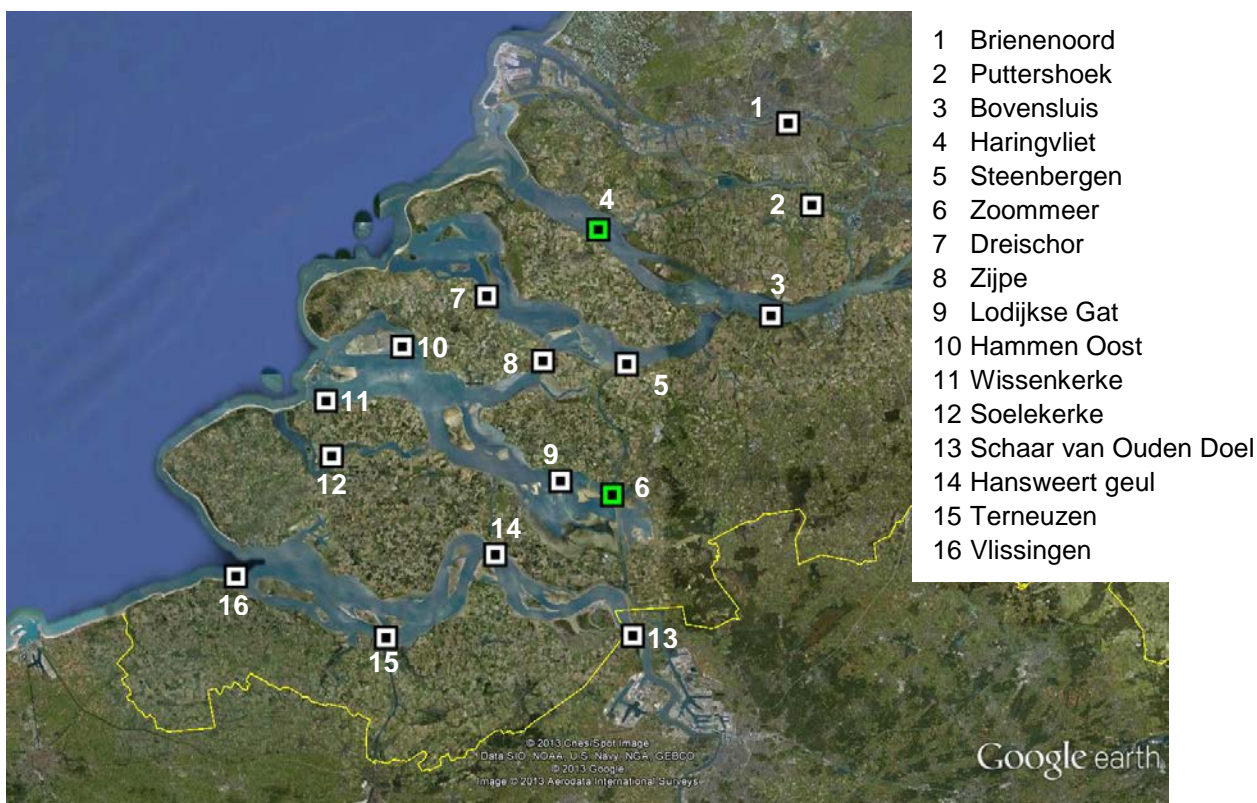 1 Brienenoord
2 Puttershoek
3 Bovensluis
4 Haringvliet
5 Steenbergen
6 Zoommeer
7 Dreischor
8 Zijpe
9 Lodijkse Gat
10 Hammen Oost
11 Wissenkerke
12 Soelekerke
13 Schaar van Ouden Doel
14 Hansweert geul
15 Terneuzen
16 Vlissingen
1
2
4
3
7
10
8
5
11
9
6
12
14
16
13
15
© 2013 Cnes/Spot Image
Data SIO, NOAA, U.S. Navy, NGA, GEBCO
© 2013 Google
Image © 2013 Aerodata International Surveys
Google earth